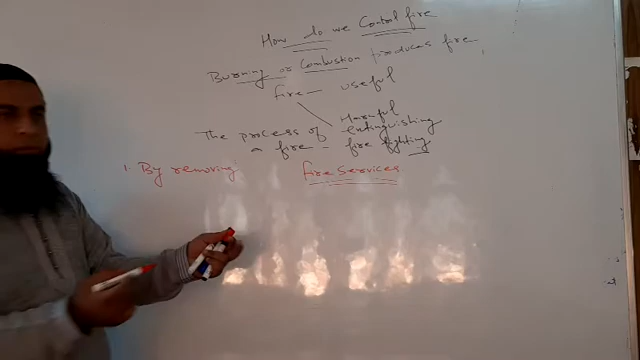 How do we Control fire
Burning or Combustion produces fire
fire — useful
Harmful
The process of extinguishing
a fire - fire fighting
fire services
1. By removing